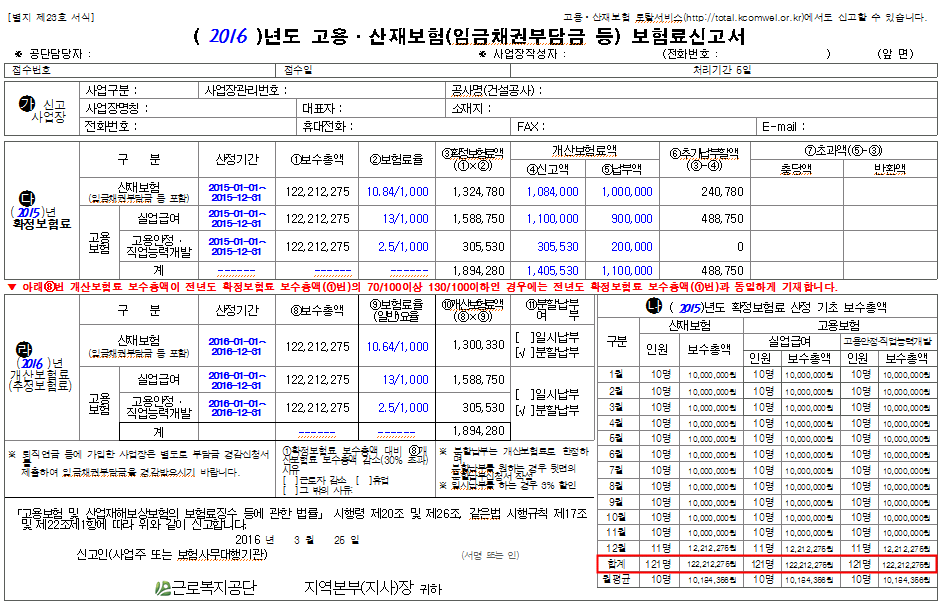 [별지 제23호 서식]
고용·산재보험 토탈서비스(http://total.kcomwel.or.kr)에서도 신고할 수 있습니다.
( 2016 )년도 고용·산재보험(임금채권부담금 등) 보험료신고서
※ 공단담당자 : ※ 사업장작성자 : (전화번호 : ) (앞 면)
접수번호 접수일 처리기간 5일
가 신고 사업장
사업구분 : 사업장관리번호 : 공사명(건설공사) :
사업장명칭 : 대표자 : 소재지 :
전화번호 : 휴대전화 : FAX : E-mail :
다 ( 2015 )년 확정보험료
구 분 산정기간 ①보수총액 ②보험료율 ③확정보험료액 (①×②) 개산보험료액 ④신고액 ⑤납부액 ⑥추가납부할액 (③-④) ⑦초과액(⑤-③) 충당액 반환액
산재보험 (임금채권부담금 등 포함) 2015-01-01~ 2015-12-31 122,212,275 10.84/1,000 1,324,780 1,084,000 1,000,000 240,780
고용보험 실업급여 2015-01-01~ 2015-12-31 122,212,275 13/1,000 1,588,750 1,100,000 900,000 488,750
고용안정· 직업능력개발 2015-01-01~ 2015-12-31 122,212,275 2.5/1,000 305,530 305,530 200,000 0
계 ------ ------ ------ 1,894,280 1,405,530 1,100,000 488,750
▼ 아래⑧번 개산보험료 보수총액이 전년도 확정보험료 보수총액(①번)의 70/100이상 130/100이하인 경우에는 전년도 확정보험료 보수총액(①번)과 동일하게 기재합니다.
라 (2016 )년 개산보험료 (추정보험료)
구 분 산정기간 ⑧보수총액 ⑨보험료율 (일반)요율 ⑩개산보험료액 (⑧×⑨) ⑪분할납부 여 부
산재보험 (임금채권부담금 등 포함) 2016-01-01~ 2016-12-31 122,212,275 10.64/1,000 1,300,330 [ ]일시납부 [√ ]분할납부
고용보험 실업급여 2016-01-01~ 2016-12-31 122,212,275 13/1,000 1,588,750 [ ]일시납부 [√ ]분할납부
고용안정· 직업능력개발 2016-01-01~ 2016-12-31 122,212,275 2.5/1,000 305,530
계 ------ ------ 1,894,280
나 ( 2015)년도 확정보험료 산정 기초 보수총액
구분 산재보험 고용보험
실업급여 고용안정·직업능력개발
인원 보수총액 인원 보수총액 인원 보수총액
1월 10명 10,000,000원 10명 10,000,000원 10명 10,000,000원
2월 10명 10,000,000원 10명 10,000,000원 10명 10,000,000원
3월 10명 10,000,000원 10명 10,000,000원 10명 10,000,000원
4월 10명 10,000,000원 10명 10,000,000원 10명 10,000,000원
5월 10명 10,000,000원 10명 10,000,000원 10명 10,000,000원
6월 10명 10,000,000원 10명 10,000,000원 10명 10,000,000원
7월 10명 10,000,000원 10명 10,000,000원 10명 10,000,000원
8월 10명 10,000,000원 10명 10,000,000원 10명 10,000,000원
9월 10명 10,000,000원 10명 10,000,000원 10명 10,000,000원
10월 10명 10,000,000원 10명 10,000,000원 10명 10,000,000원
11월 10명 10,000,000원 10명 10,000,000원 10명 10,000,000원
12월 11명 12,212,275원 11명 12,212,275원 11명 12,212,275원
합계 121명 122,212,275원 121명 122,212,275원 121명 122,212,275원
월평균 10명 10,184,356원 10명 10,184,356원 10명 10,184,356원
※ 퇴직연금 등에 가입한 사업장은 별도로 부담금 경감신청서를
제출하여 임금채권부담금을 경감받으시기 바랍니다.
①확정보험료 보수총액 대비 ⑧개
산보험료 보수총액 감소(30% 초과)
사유
[ ]근로자 감소 [ ]휴업
[ ]그 밖의 사유:
※ 분할납부는 개산보험료로 한정하며
분할납부를 원하는 경우 뒷면의
분할납부신청서 작성
※ 일시납부를 하는 경우 3% 할인
「고용보험 및 산업재해보상보험의 보험료징수 등에 관한 법률」 시행령 제20조 및 제26조, 같은법 시행규칙 제17조
및 제22조제1항에 따라 위와 같이 신고합니다.
2016 년 3 월 25 일
신고인(사업주 또는 보험사무대행기관) (서명 또는 인)
근로복지공단 지역본부(지사)장 귀하